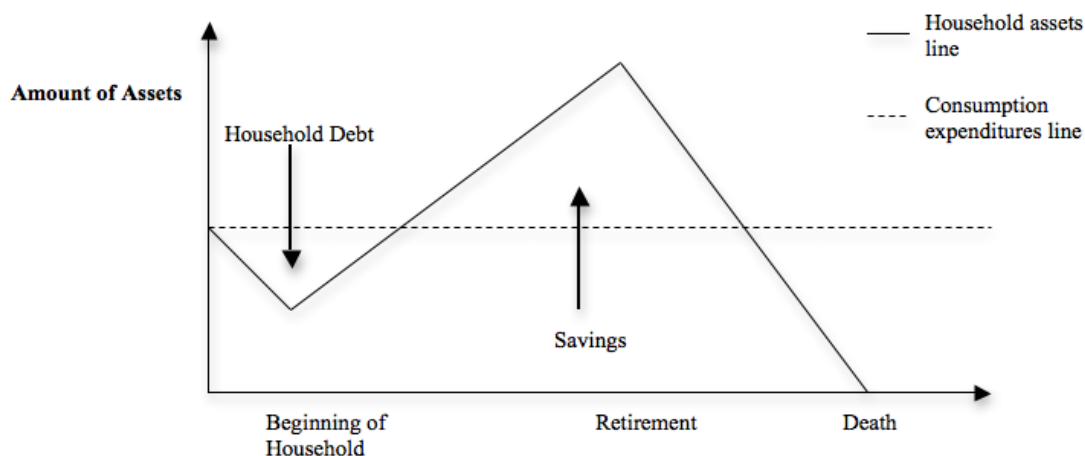 Household assets
line
Amount of Assets
Consumption
expenditures line
Household Debt
Savings
Beginning of
Household
Retirement
Death